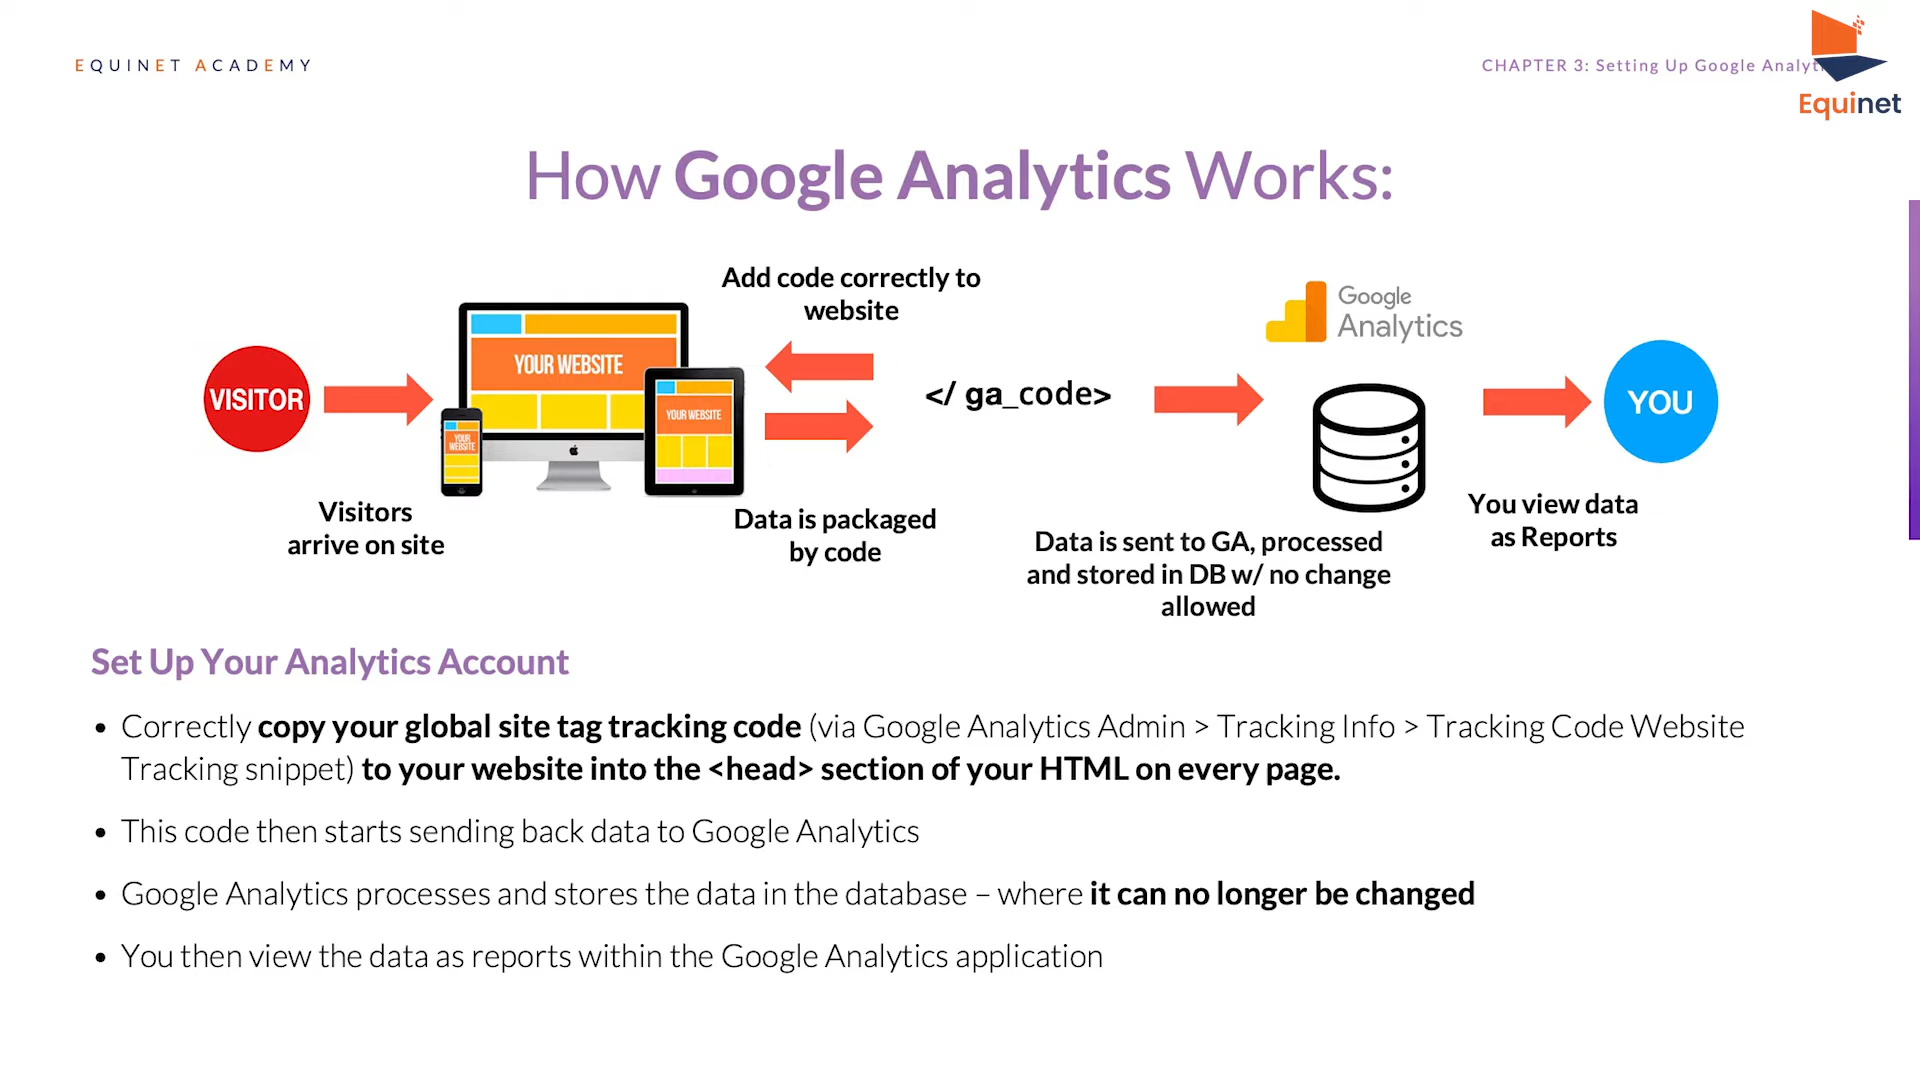 EQUINET ACADEMY
CHAPTER 3: Setting Up Google Analyt
Equinet
How Google Analytics Works:
Add code correctly to
website
Google
Analytics
VISITOR
YOUR WEBSITE
YOUR
WEBSITE
YOUR WEBSITE
</ ga_code>
YOU
Visitors
arrive on site
Data is packaged
by code
Data is sent to GA, processed
and stored in DB w/ no change
allowed
You view data
as Reports
Set Up Your Analytics Account
• Correctly copy your global site tag tracking code (via Google Analytics Admin > Tracking Info > Tracking Code Website
Tracking snippet) to your website into the <head> section of your HTML on every page.
• This code then starts sending back data to Google Analytics
• Google Analytics processes and stores the data in the database – where it can no longer be changed
• You then view the data as reports within the Google Analytics application